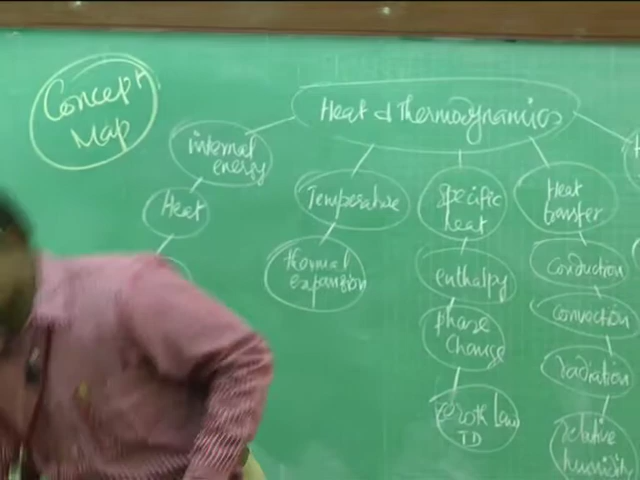 Concept
Map
Heat & Thermodynamics
internal
energy
Heat
Temperature
thermal
expansion
Specific
heat
enthalpy
phase
change
zeroth law
TD
Heat
transfer
Conduction
Convection
radiation
relative
humidity